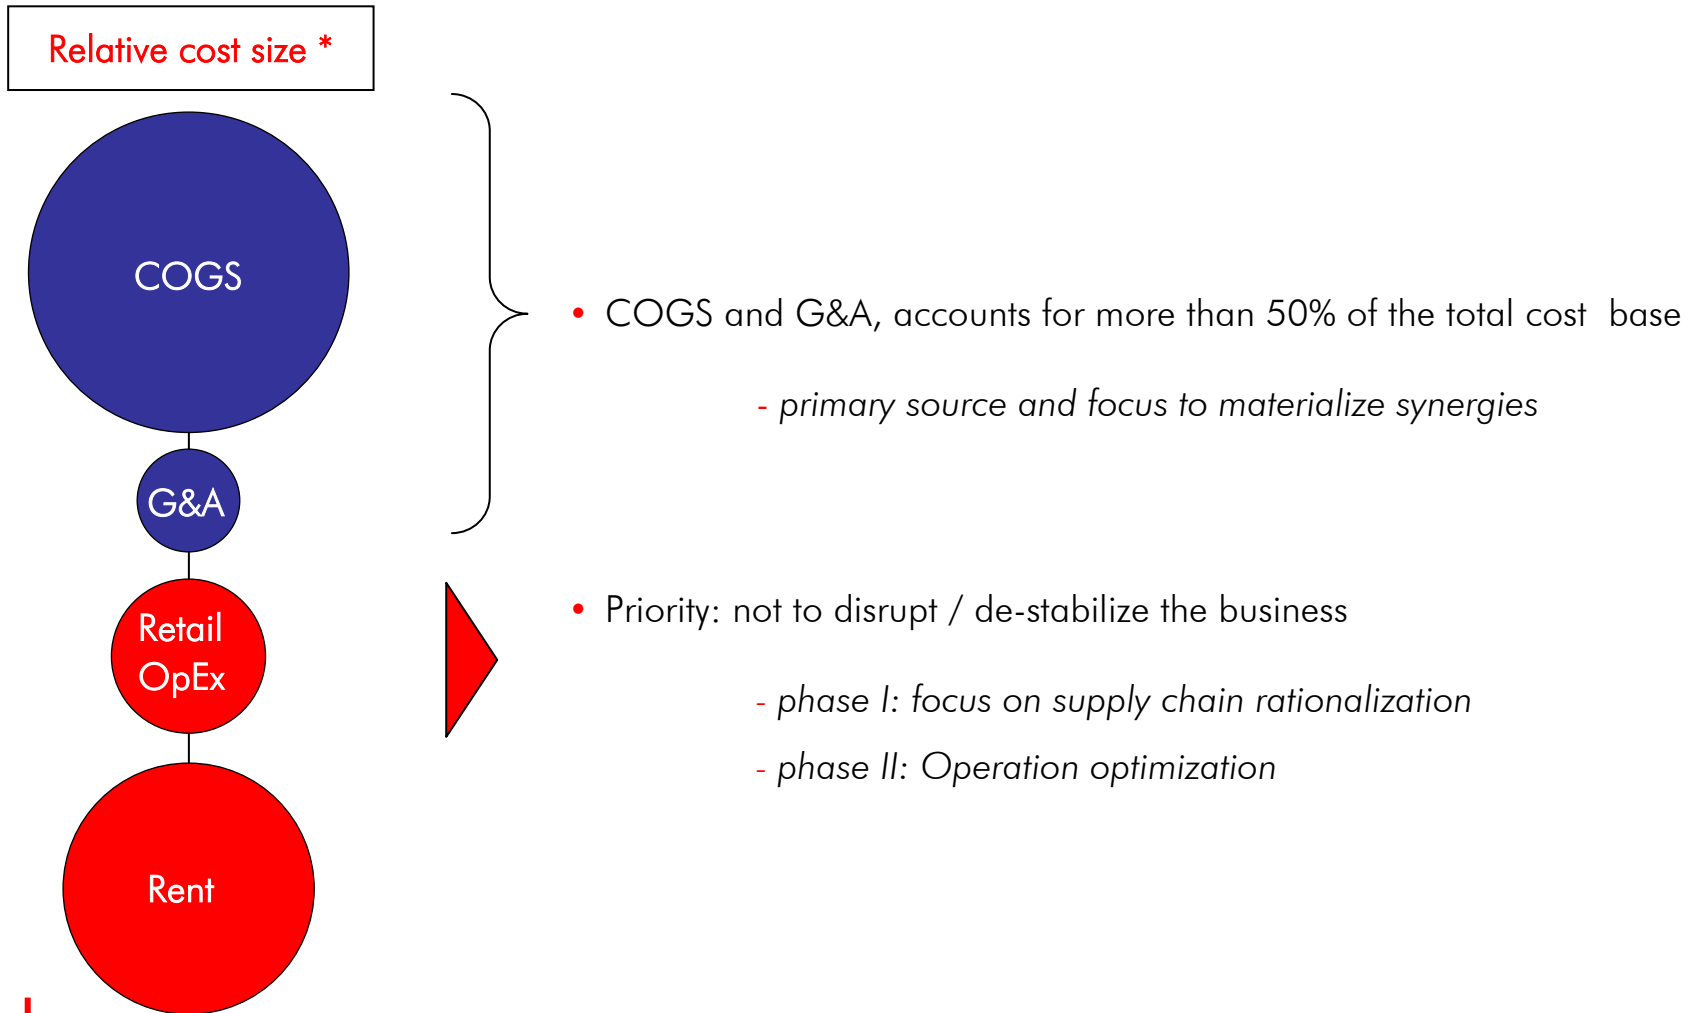 Relative cost size *
COGS
G&A
Retail
OpEx
Rent
• COGS and G&A, accounts for more than 50% of the total cost  base
- primary source and focus to materialize synergies
• Priority: not to disrupt / de-stabilize the business
- phase I: focus on supply chain rationalization
- phase II: Operation optimization